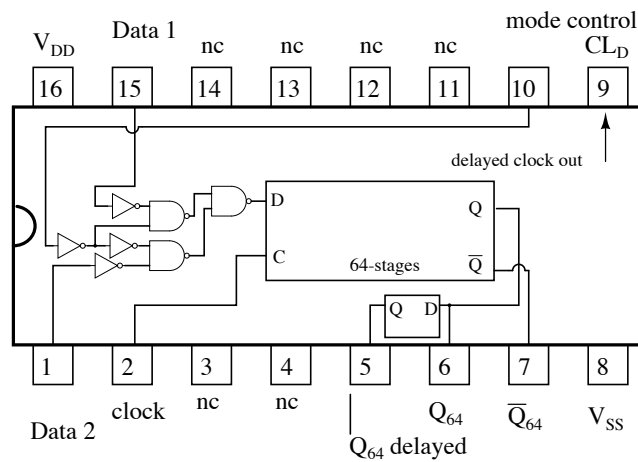 mode control
V_DD Data 1 nc nc nc nc CL_D
16 15 14 13 12 11 10 9
delayed clock out
D Q
C 64-stages Q̅
Q D
1 2 3 4 5 6 7 8
clock nc nc Q_64 Q̅_64 V_SS
Data 2 Q_64 delayed